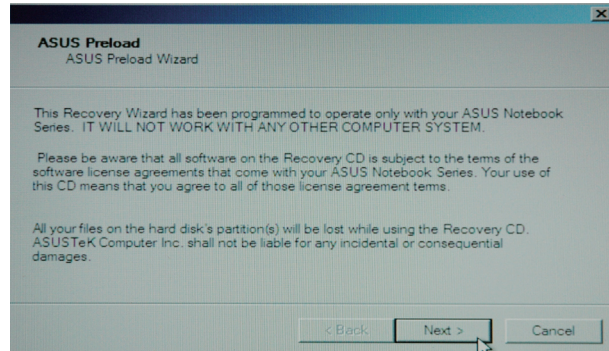 ASUS Preload
ASUS Preload Wizard
This Recovery Wizard has been programmed to operate only with your ASUS Notebook
Series. IT WILL NOT WORK WITH ANY OTHER COMPUTER SYSTEM.
Please be aware that all software on the Recovery CD is subject to the terms of the
software license agreements that come with your ASUS Notebook Series. Your use of
this CD means that you agree to all of those license agreement terms.
All your files on the hard disk's partition(s) will be lost while using the Recovery CD.
ASUSTeK Computer Inc. shall not be liable for any incidental or consequential
damages.
< Back Next > Cancel